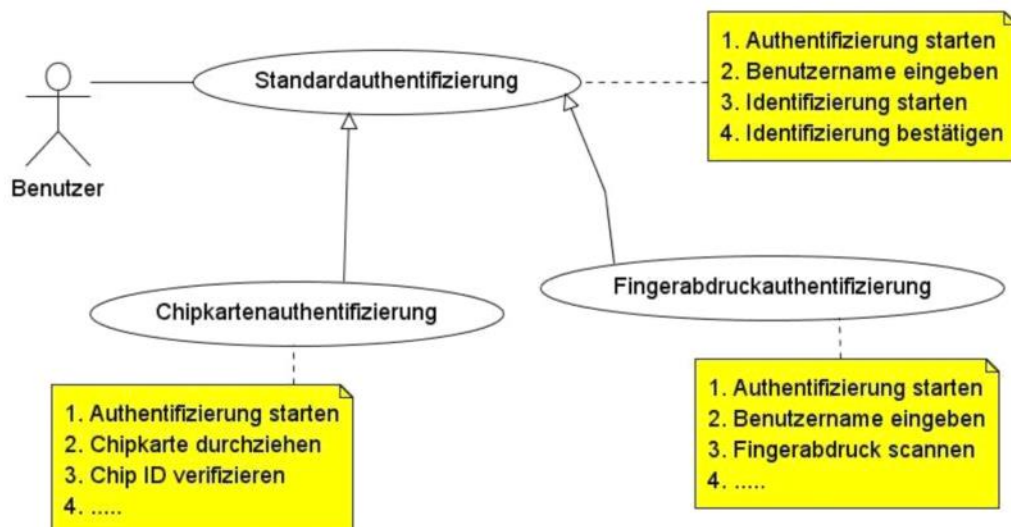 Standardauthentifizierung
1. Authentifizierung starten
2. Benutzername eingeben
3. Identifizierung starten
4. Identifizierung bestätigen
Benutzer
Chipkartenauthentifizierung
Fingerabdruckauthentifizierung
1. Authentifizierung starten
2. Chipkarte durchziehen
3. Chip ID verifizieren
4. .....
1. Authentifizierung starten
2. Benutzername eingeben
3. Fingerabdruck scannen
4. .....